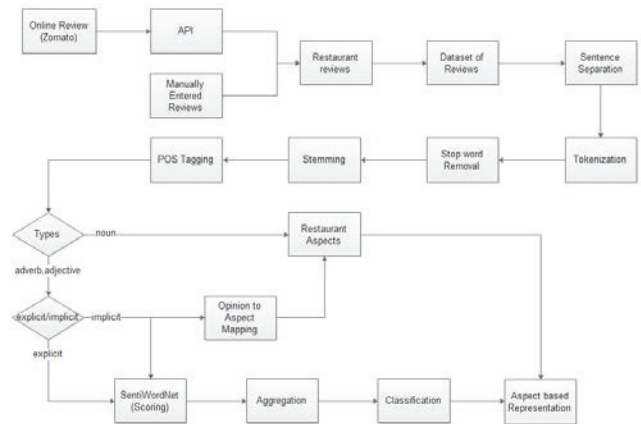 Online Review
(Zomato)
API
Manually
Entered
Reviews
Restaurant
reviews
Dataset of
Reviews
Sentence
Separation
POS Tagging
Stemming
Stop word
Removal
Tokenization
Types
noun
Restaurant
Aspects
adverb,adjective
explicit/implicit
implicit
Opinion to
Aspect
Mapping
explicit
SentiWordNet
(Scoring)
Aggregation
Classification
Aspect based
Representation